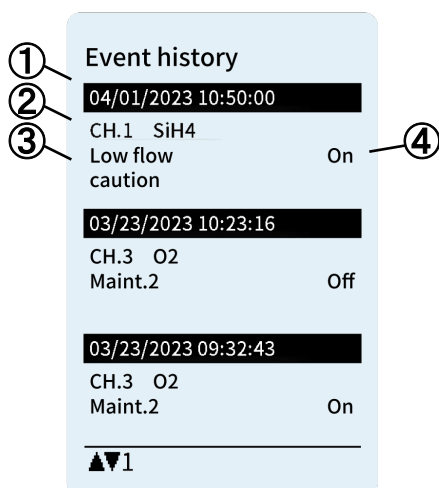 Event history
① 04/01/2023 10:50:00
② CH.1 SiH4
③ Low flow On ④
caution
03/23/2023 10:23:16
CH.3 O2
Maint.2 Off
03/23/2023 09:32:43
CH.3 O2
Maint.2 On
▲▼1